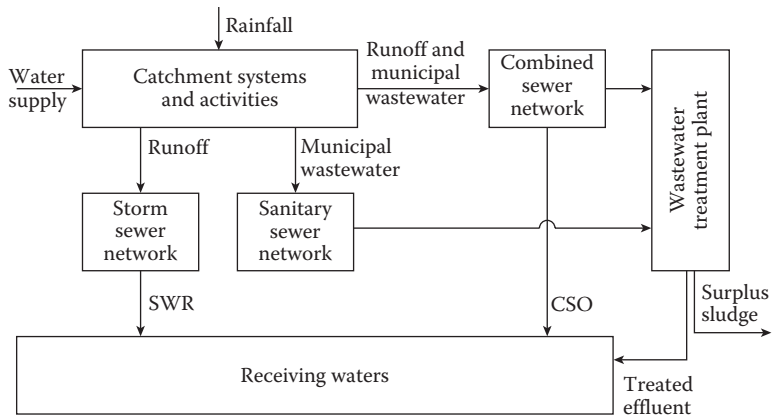 Rainfall
Water
supply
Catchment systems
and activities
Runoff and
municipal
wastewater
Combined
sewer
network
Wastewater
treatment plant
Runoff
Municipal
wastewater
Storm
sewer
network
Sanitary
sewer
network
SWR
CSO
Surplus
sludge
Receiving waters
Treated
effluent